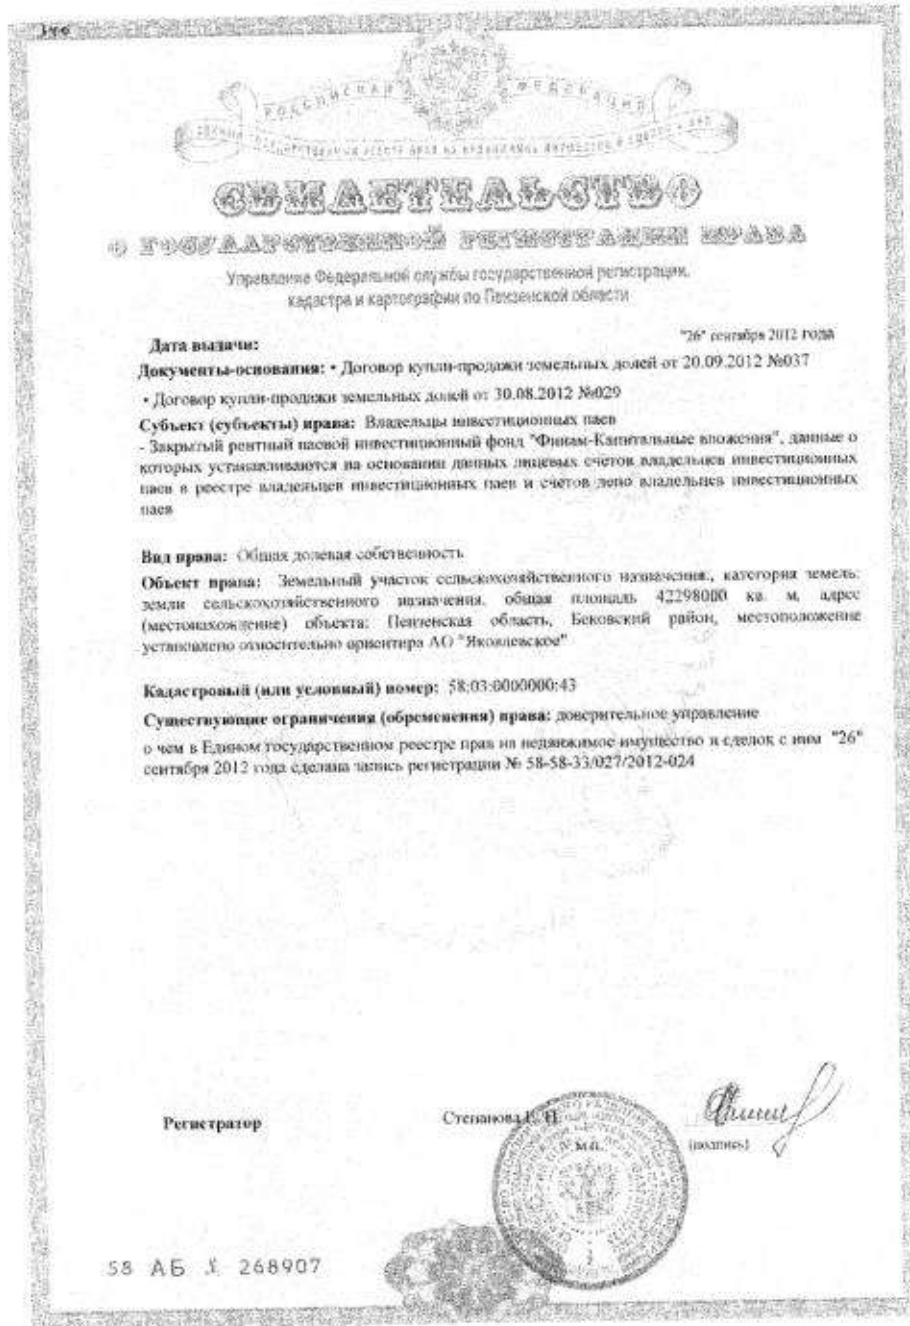 РОССИЙСКАЯ ФЕДЕРАЦИЯ
СВИДЕТЕЛЬСТВО
О ГОСУДАРСТВЕННОЙ РЕГИСТРАЦИИ ПРАВА
Управление Федеральной службы государственной регистрации,
кадастра и картографии по Пензенской области
Дата выдачи: "26" сентября 2012 года
Документы-основания: • Договор купли-продажи земельных долей от 20.09.2012 №037
• Договор купли-продажи земельных долей от 30.08.2012 №029
Субъект (субъекты) права: Владельцы инвестиционных паев
- Закрытый рентный паевой инвестиционный фонд "Финам-Капитальные вложения", данные о
которых устанавливаются на основании данных лицевых счетов владельцев инвестиционных
паев в реестре владельцев инвестиционных паев и счетов депо владельцев инвестиционных
паев
Вид права: Общая долевая собственность
Объект права: Земельный участок сельскохозяйственного назначения., категория земель:
земли сельскохозяйственного назначения, общая площадь 42298000 кв. м, адрес
(местонахождение) объекта: Пензенская область, Бековский район, местоположение
установлено относительно ориентира АО "Яковлевское"
Кадастровый (или условный) номер: 58:03:0000000:43
Существующие ограничения (обременения) права: доверительное управление
о чем в Едином государственном реестре прав на недвижимое имущество и сделок с ним "26"
сентября 2012 года сделана запись регистрации № 58-58-33/027/2012-024
Регистратор Степанова Е. Н.
М.П.
(подпись)
58 АБ 268907